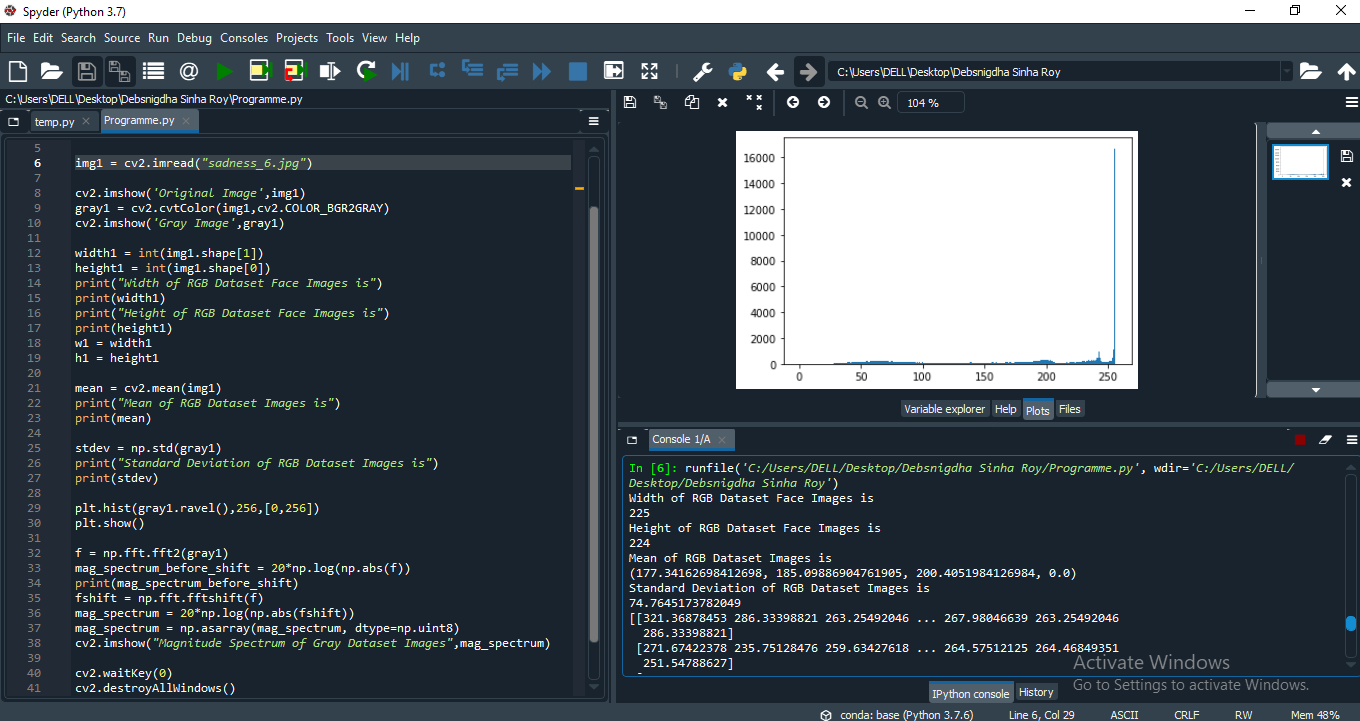 Spyder (Python 3.7)
File Edit Search Source Run Debug Consoles Projects Tools View Help
C:\Users\DELL\Desktop\Debsnigdha Sinha Roy
C:\Users\DELL\Desktop\Debsnigdha Sinha Roy\Programme.py
temp.py
Programme.py
5
6 img1 = cv2.imread("sadness_6.jpg")
7
8 cv2.imshow('Original Image',img1)
9 gray1 = cv2.cvtColor(img1,cv2.COLOR_BGR2GRAY)
10 cv2.imshow('Gray Image',gray1)
11
12 width1 = int(img1.shape[1])
13 height1 = int(img1.shape[0])
14 print("Width of RGB Dataset Face Images is")
15 print(width1)
16 print("Height of RGB Dataset Face Images is")
17 print(height1)
18 w1 = width1
19 h1 = height1
20
21 mean = cv2.mean(img1)
22 print("Mean of RGB Dataset Images is")
23 print(mean)
24
25 stdev = np.std(gray1)
26 print("Standard Deviation of RGB Dataset Images is")
27 print(stdev)
28
29 plt.hist(gray1.ravel(),256,[0,256])
30 plt.show()
31
32 f = np.fft.fft2(gray1)
33 mag_spectrum_before_shift = 20*np.log(np.abs(f))
34 print(mag_spectrum_before_shift)
35 fshift = np.fft.fftshift(f)
36 mag_spectrum = 20*np.log(np.abs(fshift))
37 mag_spectrum = np.asarray(mag_spectrum, dtype=np.uint8)
38 cv2.imshow("Magnitude Spectrum of Gray Dataset Images",mag_spectrum)
39
40 cv2.waitKey(0)
41 cv2.destroyAllWindows()
104 %
16000
14000
12000
10000
8000
6000
4000
2000
0
0 50 100 150 200 250
Variable explorer Help Plots Files
Console 1/A
In [6]: runfile('C:/Users/DELL/Desktop/Debsnigdha Sinha Roy/Programme.py', wdir='C:/Users/DELL/
Desktop/Debsnigdha Sinha Roy')
Width of RGB Dataset Face Images is
225
Height of RGB Dataset Face Images is
224
Mean of RGB Dataset Images is
(177.34162698412698, 185.09886904761905, 200.4051984126984, 0.0)
Standard Deviation of RGB Dataset Images is
74.7645173782049
[[321.36878453 286.33398821 263.25492046 ... 267.98046639 263.25492046
286.33398821]
[271.67422378 235.75128476 259.63427618 ... 264.57512125 264.46849351
251.54788627]
Activate Windows
Go to Settings to activate Windows.
IPython console History
conda: base (Python 3.7.6) Line 6, Col 29 ASCII CRLF RW Mem 48%